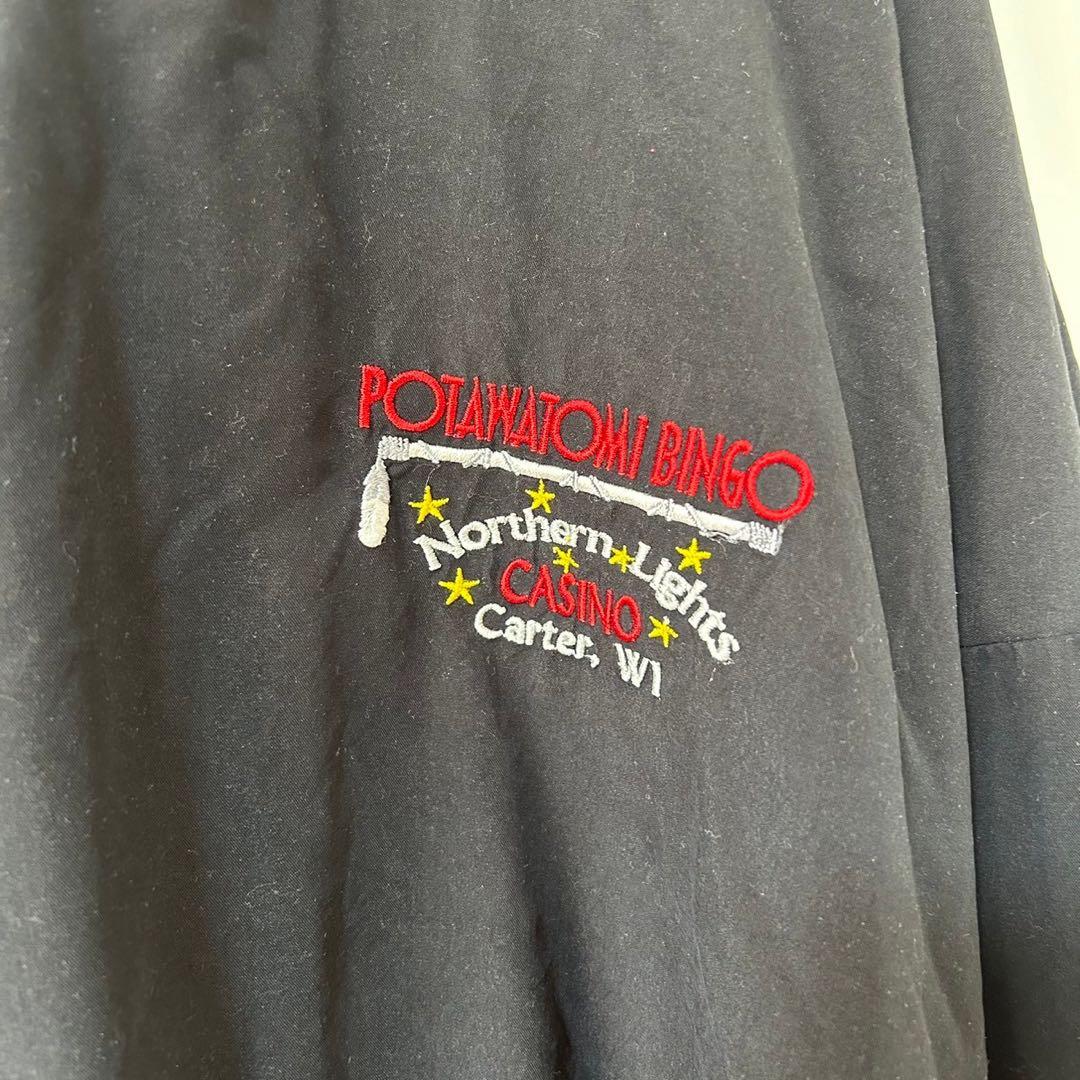 POTAWATOMI BINGO
Northern Lights
CASINO
Carter, WI